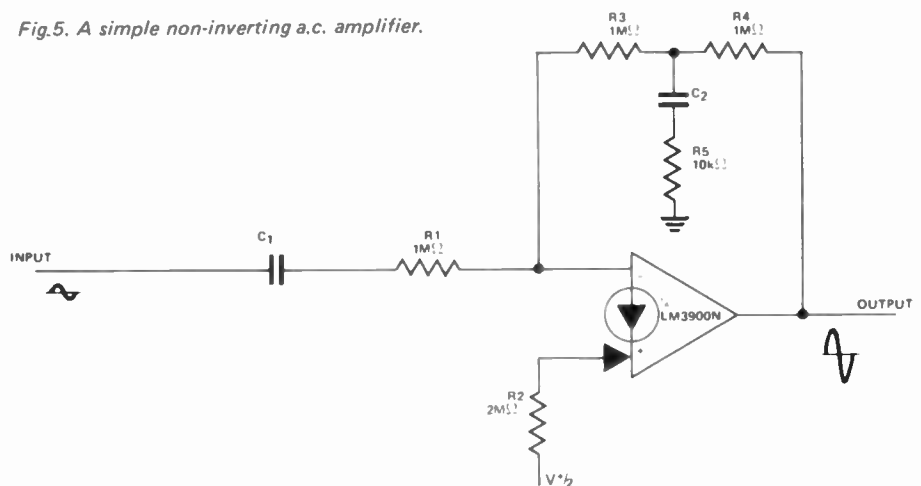 Fig.5. A simple non-inverting a.c. amplifier.
R3
1MΩ
R4
1MΩ
C2
R5
10kΩ
C1
R1
1MΩ
INPUT
-
LM3900N
+
OUTPUT
R2
2MΩ
V+/2